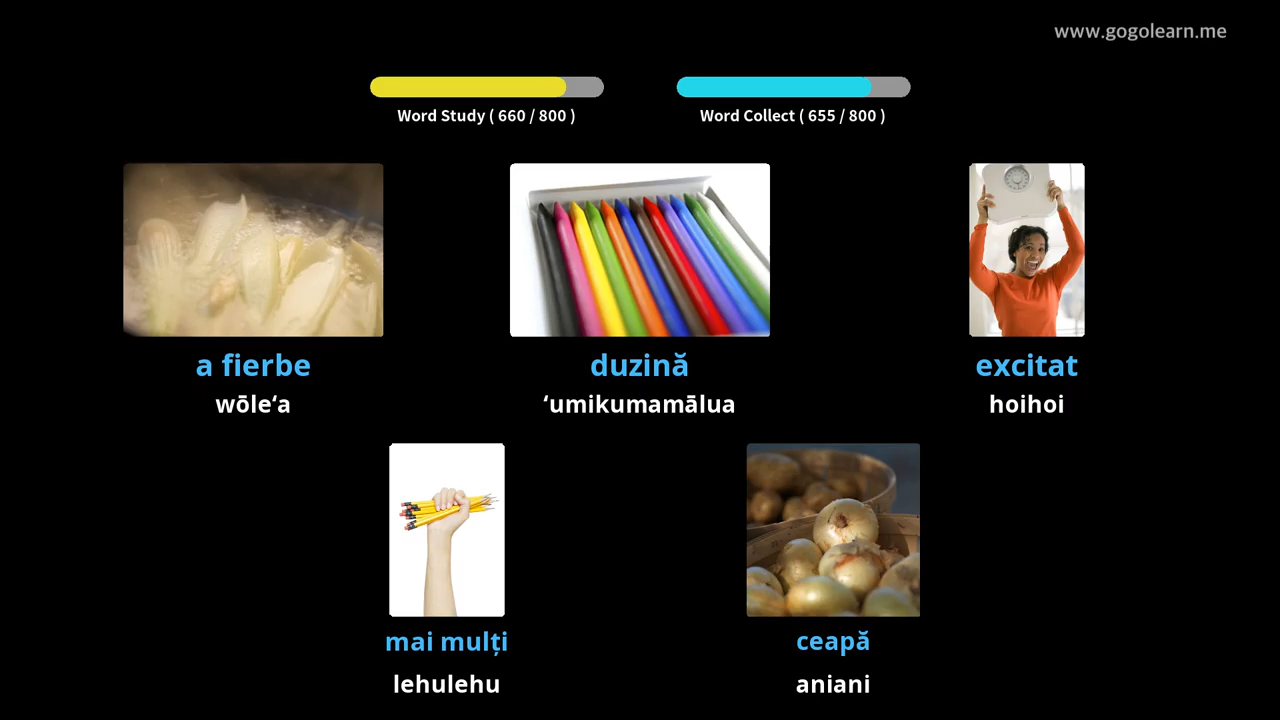 www.gogolearn.me
Word Study ( 660 / 800 )
Word Collect ( 655 / 800 )
a fierbe
wōleʻa
duzină
ʻumikumamālua
excitat
hoihoi
mai mulți
lehulehu
ceapă
aniani